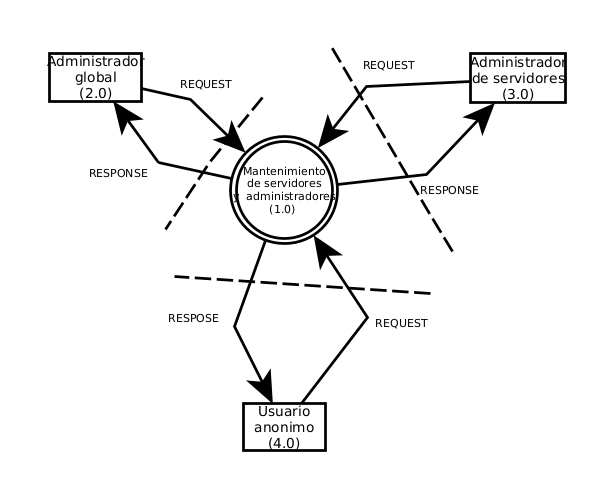 Administrador
global
(2.0)
REQUEST
REQUEST
Administrador
de servidores
(3.0)
RESPONSE
Mantenimiento
de servidores
y administradores
(1.0)
RESPONSE
RESPOSE
REQUEST
Usuario
anonimo
(4.0)